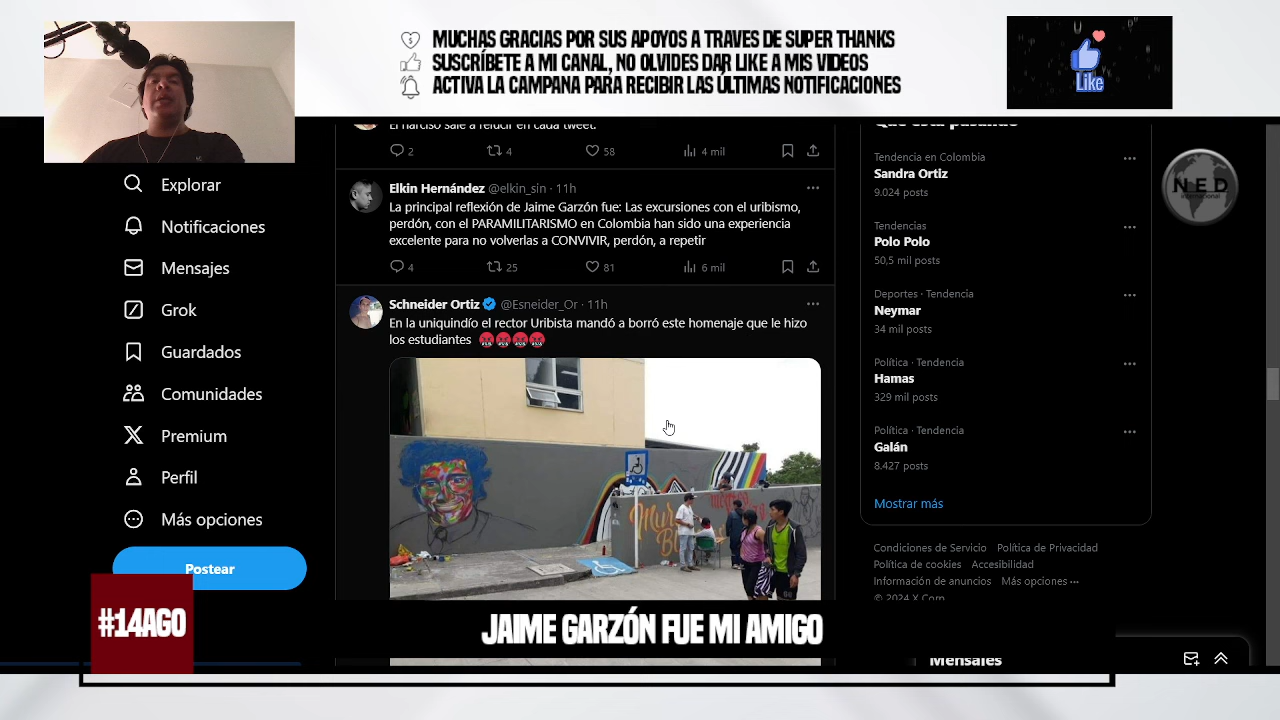 MUCHAS GRACIAS POR SUS APOYOS A TRAVES DE SUPER THANKS
SUSCRÍBETE A MI CANAL, NO OLVIDES DAR LIKE A MIS VIDEOS
ACTIVA LA CAMPANA PARA RECIBIR LAS ÚLTIMAS NOTIFICACIONES
Like
Explorar
Notificaciones
Mensajes
Grok
Guardados
Comunidades
Premium
Perfil
Más opciones
Postear
El narciso sale a relucir en cada tweet.
2 4 58 4 mil
Elkin Hernández @elkin_sin · 11h
La principal reflexión de Jaime Garzón fue: Las excursiones con el uribismo,
perdón, con el PARAMILITARISMO en Colombia han sido una experiencia
excelente para no volverlas a CONVIVIR, perdón, a repetir
4 25 81 6 mil
Schneider Ortiz @Esneider_Or · 11h
En la uniquindío el rector Uribista mandó a borró este homenaje que le hizo
los estudiantes
Qué está pasando
Tendencia en Colombia
Sandra Ortiz
9.024 posts
Tendencias
Polo Polo
50,5 mil posts
Deportes · Tendencia
Neymar
34 mil posts
Política · Tendencia
Hamas
329 mil posts
Política · Tendencia
Galán
8.427 posts
Mostrar más
Condiciones de Servicio Política de Privacidad
Política de cookies Accesibilidad
Información de anuncios Más opciones ···
© 2024 X Corp.
Mensajes
NED
International
#14AGO
JAIME GARZÓN FUE MI AMIGO